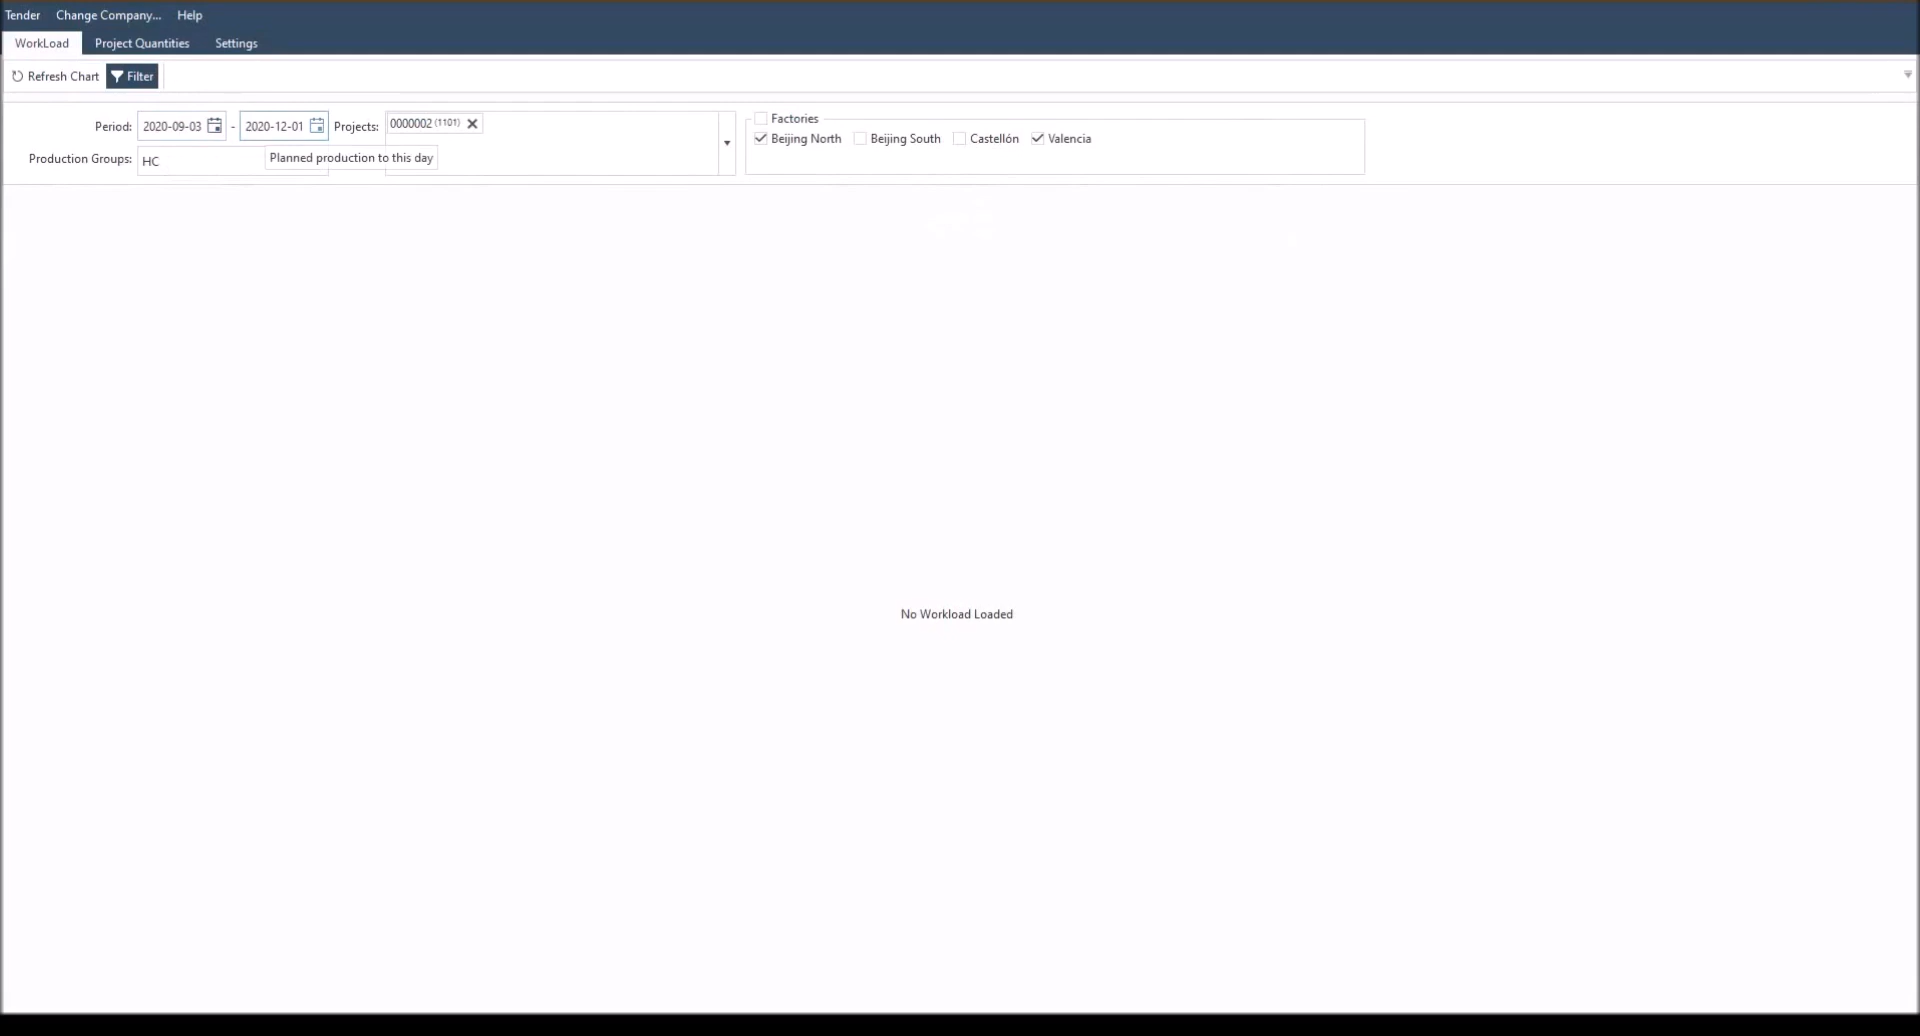 Tender Change Company... Help
WorkLoad Project Quantities Settings
Refresh Chart Filter
Period: 2020-09-03 - 2020-12-01 Projects: 0000002 (1101) Factories
Beijing North Beijing South Castellón Valencia
Production Groups: HC Planned production to this day
No Workload Loaded